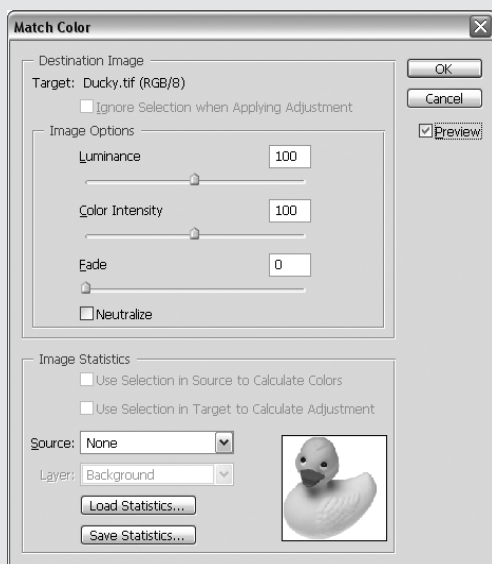 Match Color
Destination Image
Target: Ducky.tif (RGB/8)
Ignore Selection when Applying Adjustment
Image Options
Luminance 100
Color Intensity 100
Fade 0
Neutralize
Image Statistics
Use Selection in Source to Calculate Colors
Use Selection in Target to Calculate Adjustment
Source: None
Layer: Background
Load Statistics...
Save Statistics...
OK
Cancel
Preview